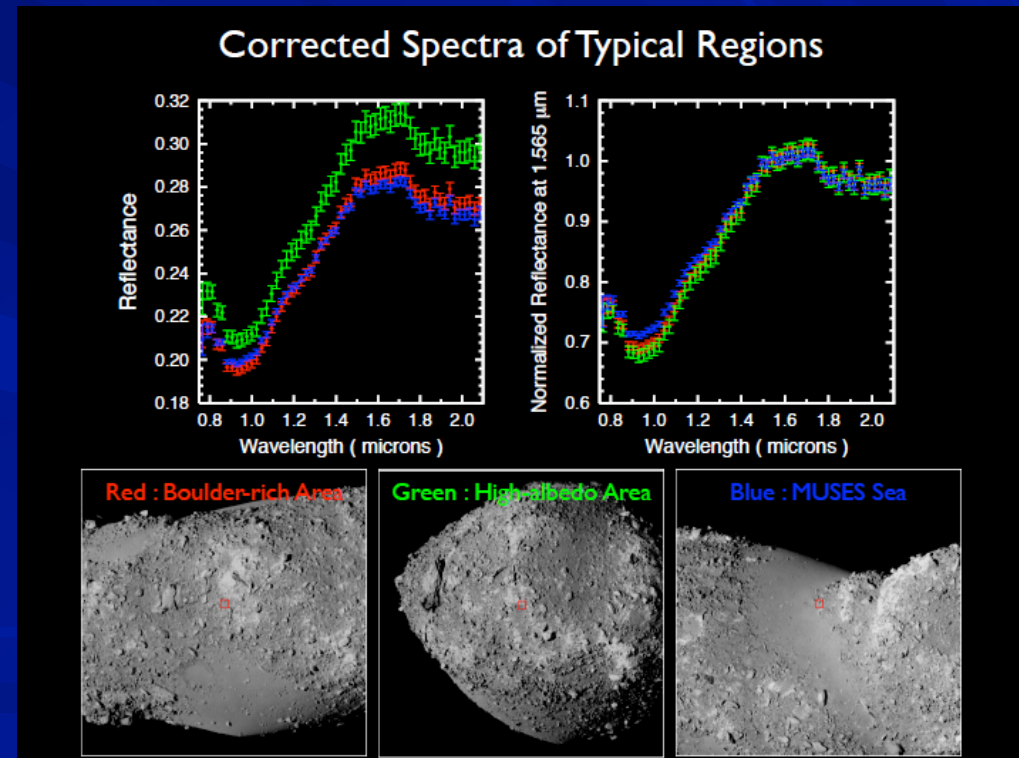 Corrected Spectra of Typical Regions
0.32
0.30
0.28
0.26
0.24
0.22
0.20
0.18
Reflectance
0.8 1.0 1.2 1.4 1.6 1.8 2.0
Wavelength ( microns )
1.1
1.0
0.9
0.8
0.7
0.6
Normalized Reflectance at 1.565 μm
0.8 1.0 1.2 1.4 1.6 1.8 2.0
Wavelength ( microns )
Red : Boulder-rich Area
Green : High-albedo Area
Blue : MUSES Sea